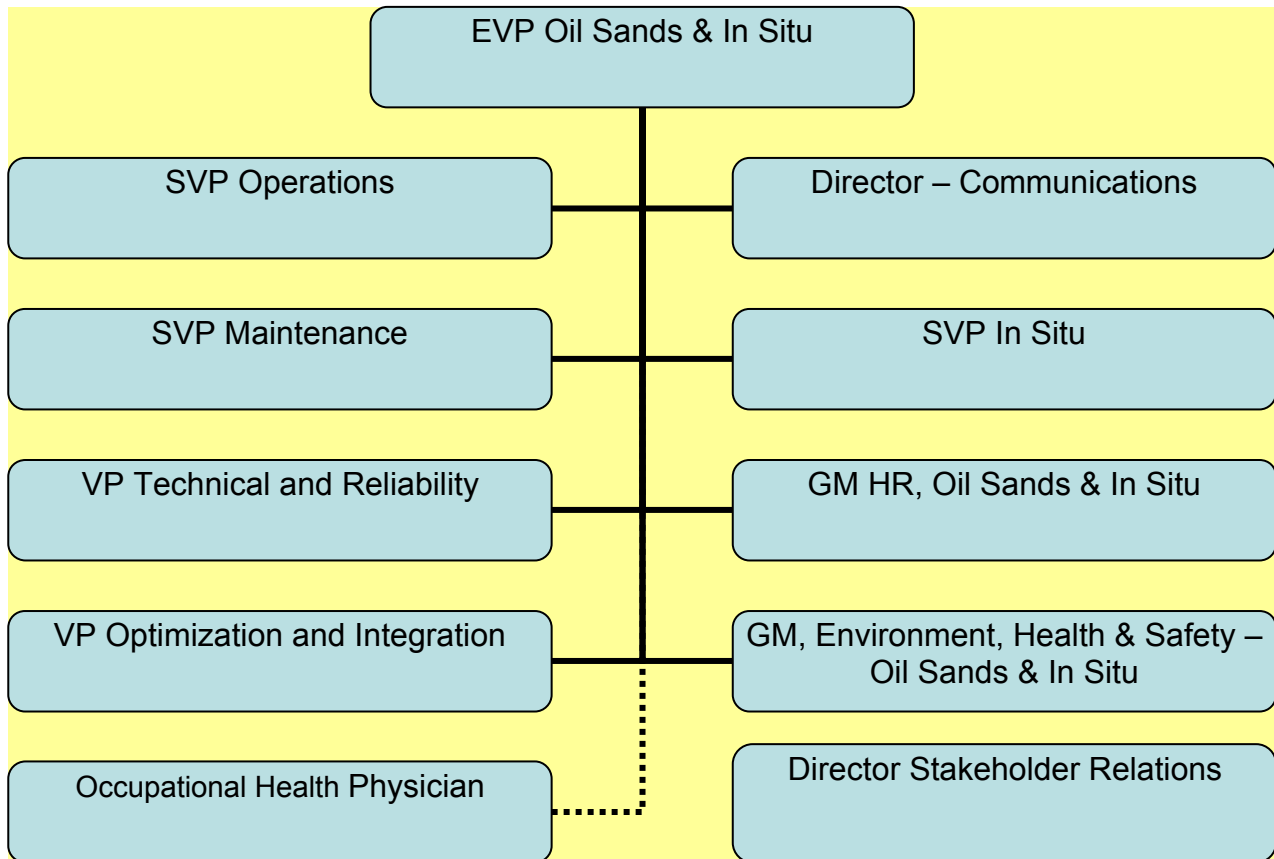 EVP Oil Sands & In Situ
SVP Operations
Director – Communications
SVP Maintenance
SVP In Situ
VP Technical and Reliability
GM HR, Oil Sands & In Situ
VP Optimization and Integration
GM, Environment, Health & Safety –
Oil Sands & In Situ
Occupational Health Physician
Director Stakeholder Relations